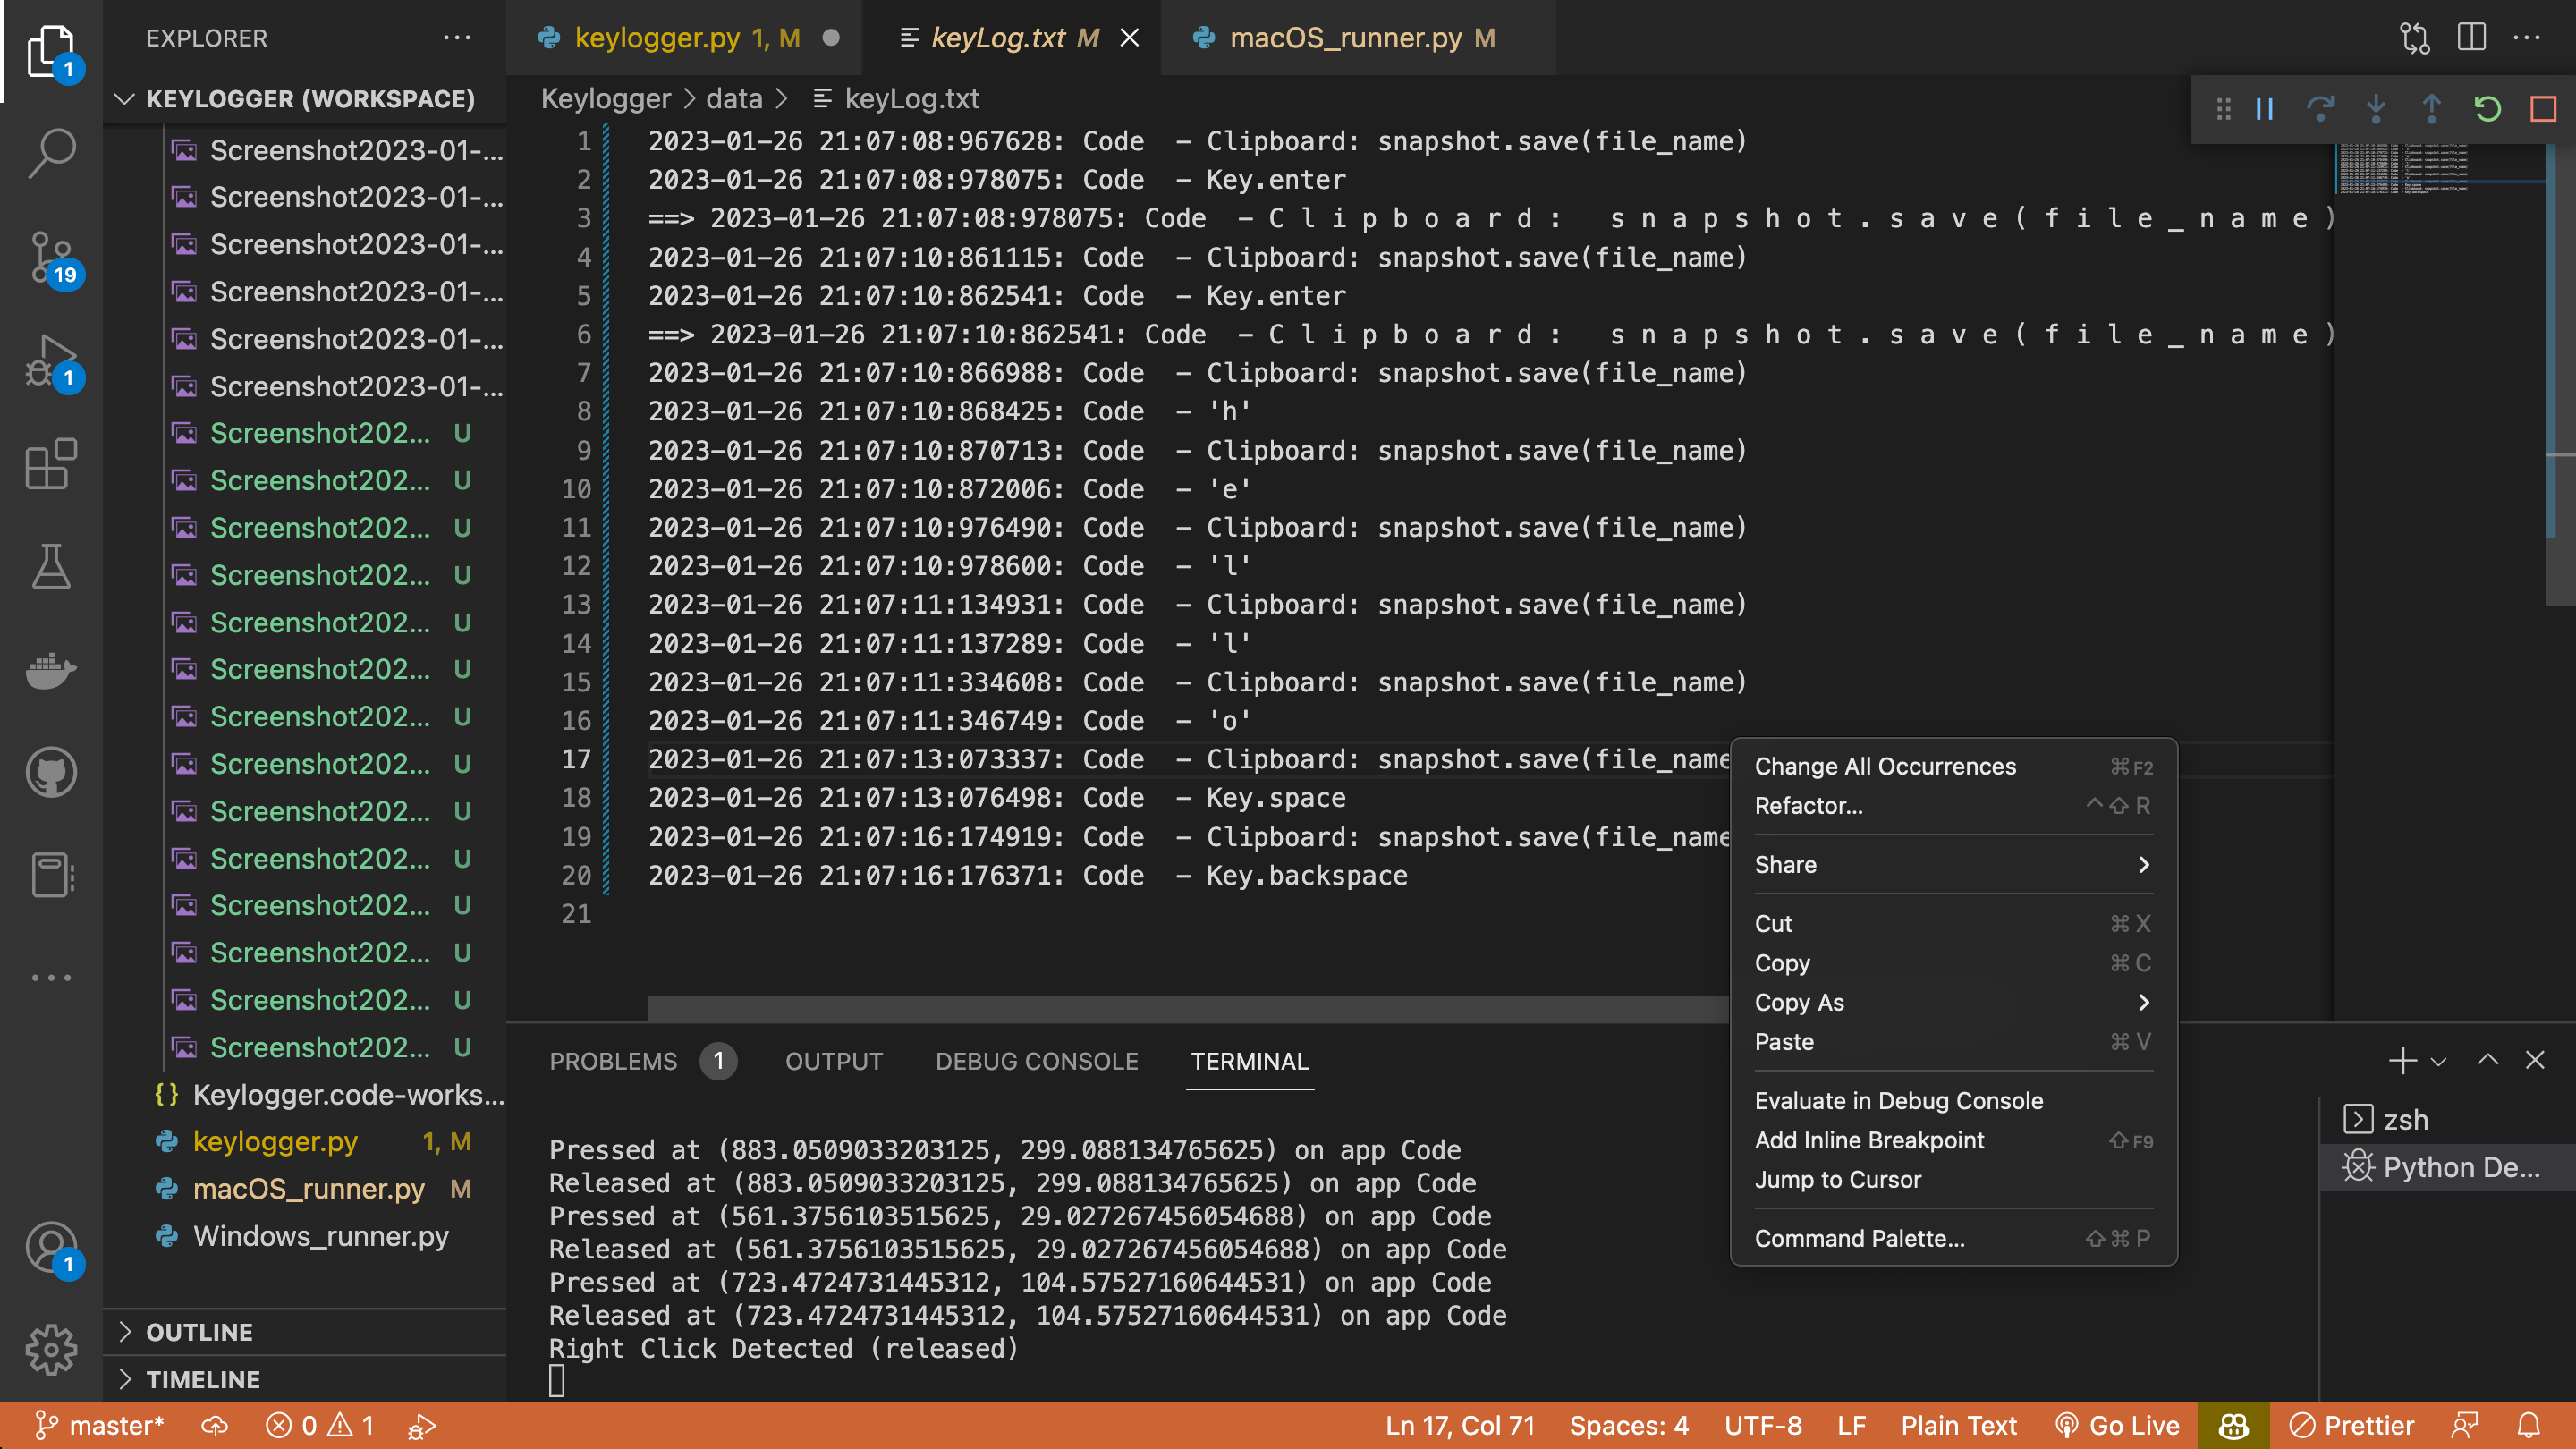 EXPLORER
KEYLOGGER (WORKSPACE)
Screenshot2023-01-...
Screenshot2023-01-...
Screenshot2023-01-...
Screenshot2023-01-...
Screenshot2023-01-...
Screenshot2023-01-...
Screenshot202... U
Screenshot202... U
Screenshot202... U
Screenshot202... U
Screenshot202... U
Screenshot202... U
Screenshot202... U
Screenshot202... U
Screenshot202... U
Screenshot202... U
Screenshot202... U
Screenshot202... U
Screenshot202... U
Screenshot202... U
{} Keylogger.code-works...
keylogger.py 1, M
macOS_runner.py M
Windows_runner.py
OUTLINE
TIMELINE
1
19
1
1
keylogger.py 1, M
keyLog.txt M
macOS_runner.py M
Keylogger > data > keyLog.txt
1 2023-01-26 21:07:08:967628: Code - Clipboard: snapshot.save(file_name)
2 2023-01-26 21:07:08:978075: Code - Key.enter
3 ==> 2023-01-26 21:07:08:978075: Code - C l i p b o a r d : s n a p s h o t . s a v e ( f i l e _ n a m e )
4 2023-01-26 21:07:10:861115: Code - Clipboard: snapshot.save(file_name)
5 2023-01-26 21:07:10:862541: Code - Key.enter
6 ==> 2023-01-26 21:07:10:862541: Code - C l i p b o a r d : s n a p s h o t . s a v e ( f i l e _ n a m e )
7 2023-01-26 21:07:10:866988: Code - Clipboard: snapshot.save(file_name)
8 2023-01-26 21:07:10:868425: Code - 'h'
9 2023-01-26 21:07:10:870713: Code - Clipboard: snapshot.save(file_name)
10 2023-01-26 21:07:10:872006: Code - 'e'
11 2023-01-26 21:07:10:976490: Code - Clipboard: snapshot.save(file_name)
12 2023-01-26 21:07:10:978600: Code - 'l'
13 2023-01-26 21:07:11:134931: Code - Clipboard: snapshot.save(file_name)
14 2023-01-26 21:07:11:137289: Code - 'l'
15 2023-01-26 21:07:11:334608: Code - Clipboard: snapshot.save(file_name)
16 2023-01-26 21:07:11:346749: Code - 'o'
17 2023-01-26 21:07:13:073337: Code - Clipboard: snapshot.save(file_name
18 2023-01-26 21:07:13:076498: Code - Key.space
19 2023-01-26 21:07:16:174919: Code - Clipboard: snapshot.save(file_name
20 2023-01-26 21:07:16:176371: Code - Key.backspace
21
Change All Occurrences ⌘F2
Refactor... ^⇧R
Share
Cut ⌘X
Copy ⌘C
Copy As
Paste ⌘V
Evaluate in Debug Console
Add Inline Breakpoint ⇧F9
Jump to Cursor
Command Palette... ⇧⌘P
PROBLEMS 1 OUTPUT DEBUG CONSOLE TERMINAL
Pressed at (883.0509033203125, 299.088134765625) on app Code
Released at (883.0509033203125, 299.088134765625) on app Code
Pressed at (561.3756103515625, 29.027267456054688) on app Code
Released at (561.3756103515625, 29.027267456054688) on app Code
Pressed at (723.4724731445312, 104.57527160644531) on app Code
Released at (723.4724731445312, 104.57527160644531) on app Code
Right Click Detected (released)
zsh
Python De...
master* 0 1 Ln 17, Col 71 Spaces: 4 UTF-8 LF Plain Text Go Live Prettier